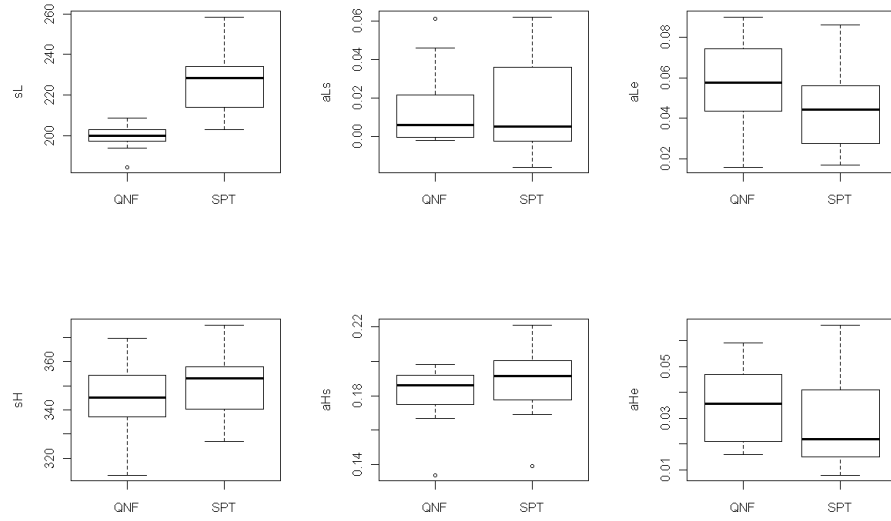 sL
260
240
220
200
QNF SPT
aLs
0.06
0.04
0.02
0.00
QNF SPT
aLe
0.08
0.06
0.04
0.02
QNF SPT
sH
360
340
320
QNF SPT
aHs
0.22
0.18
0.14
QNF SPT
aHe
0.05
0.03
0.01
QNF SPT